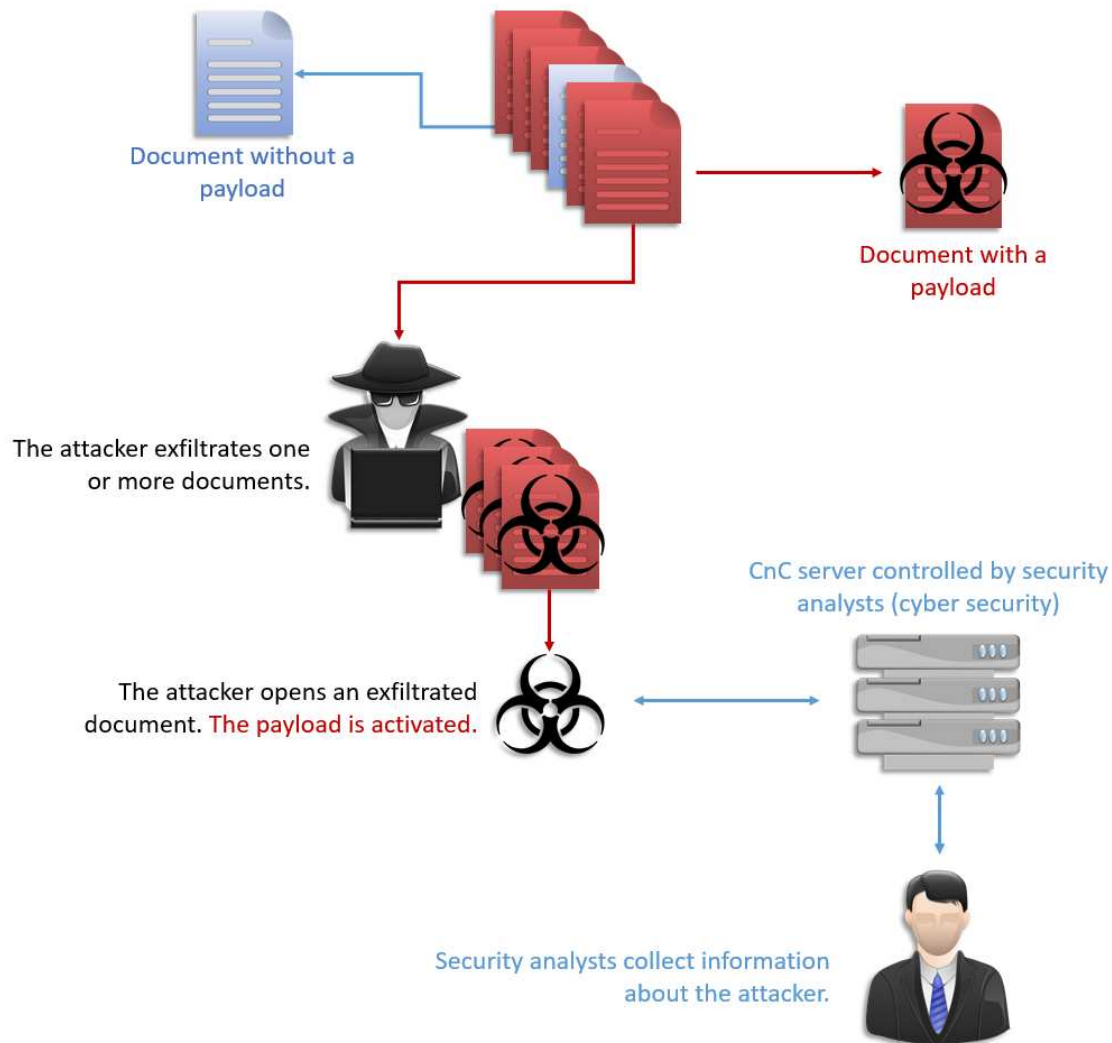 Document without a
payload
Document with a
payload
The attacker exfiltrates one
or more documents.
CnC server controlled by security
analysts (cyber security)
The attacker opens an exfiltrated
document. The payload is activated.
Security analysts collect information
about the attacker.